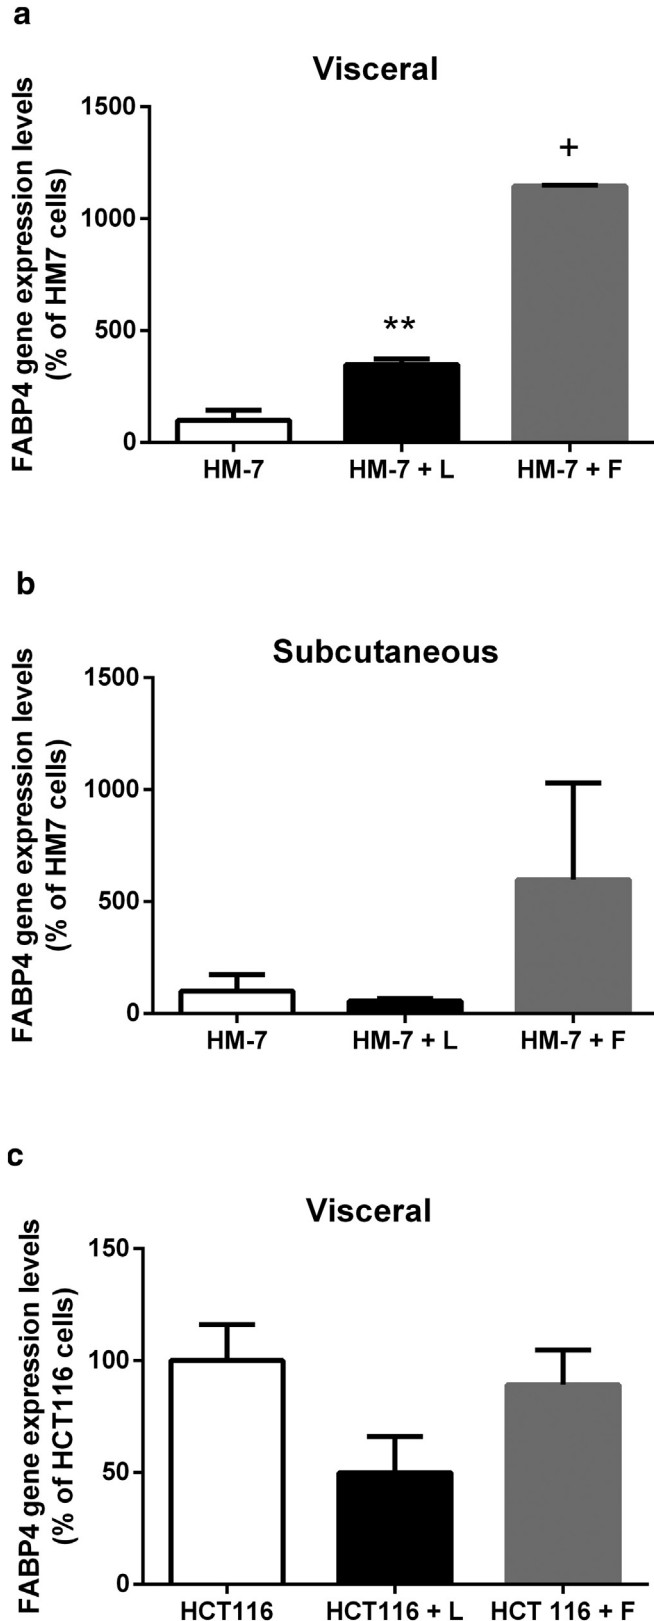 a
Visceral
FABP4 gene expression levels
(% of HM7 cells)
1500
1000
500
0
**
+
HM-7
HM-7 + L
HM-7 + F
b
Subcutaneous
FABP4 gene expression levels
(% of HM7 cells)
1500
1000
500
0
HM-7
HM-7 + L
HM-7 + F
c
Visceral
FABP4 gene expression levels
(% of HCT116 cells)
150
100
50
0
HCT116
HCT116 + L
HCT 116 + F